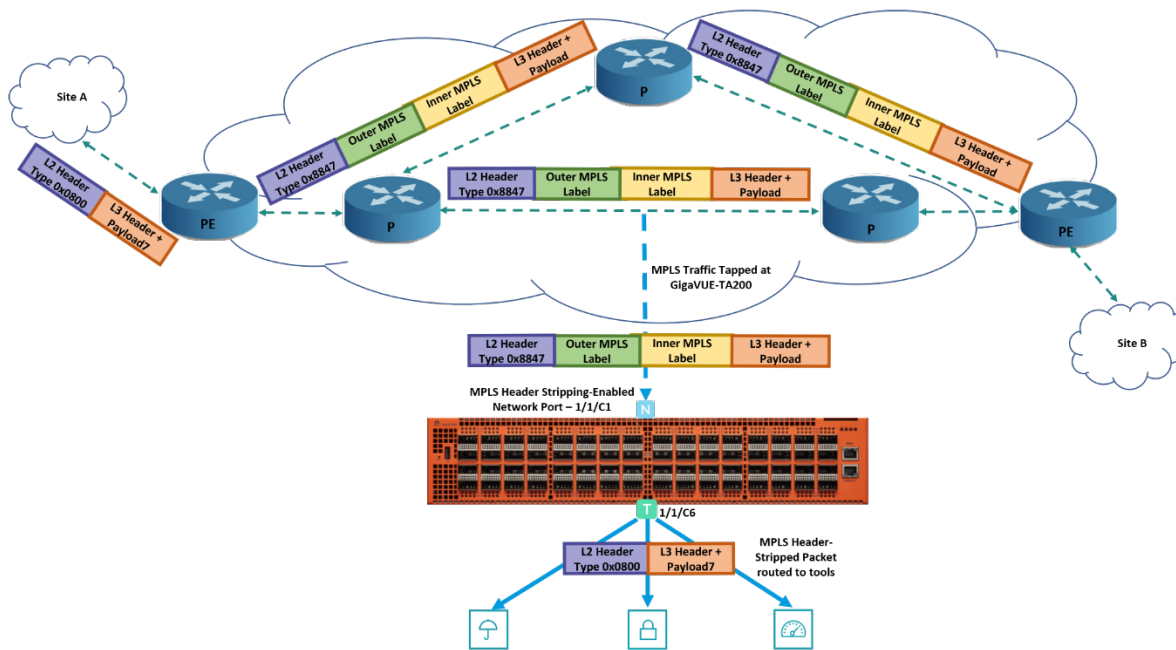 L2 Header
Type 0x8847
Outer MPLS
Label
Inner MPLS
Label
L3 Header +
Payload
P
L2 Header
Type 0x8847
Outer MPLS
Label
Inner MPLS
Label
L3 Header +
Payload
Site A
L2 Header
Type 0x0800
L3 Header +
Payload7
PE
P
L2 Header
Type 0x8847
Outer MPLS
Label
Inner MPLS
Label
L3 Header +
Payload
P
PE
MPLS Traffic Tapped at
GigaVUE-TA200
Site B
L2 Header
Type 0x8847
Outer MPLS
Label
Inner MPLS
Label
L3 Header +
Payload
MPLS Header Stripping-Enabled
Network Port – 1/1/C1
N
T
1/1/C6
L2 Header
Type 0x0800
L3 Header +
Payload7
MPLS Header-
Stripped Packet
routed to tools